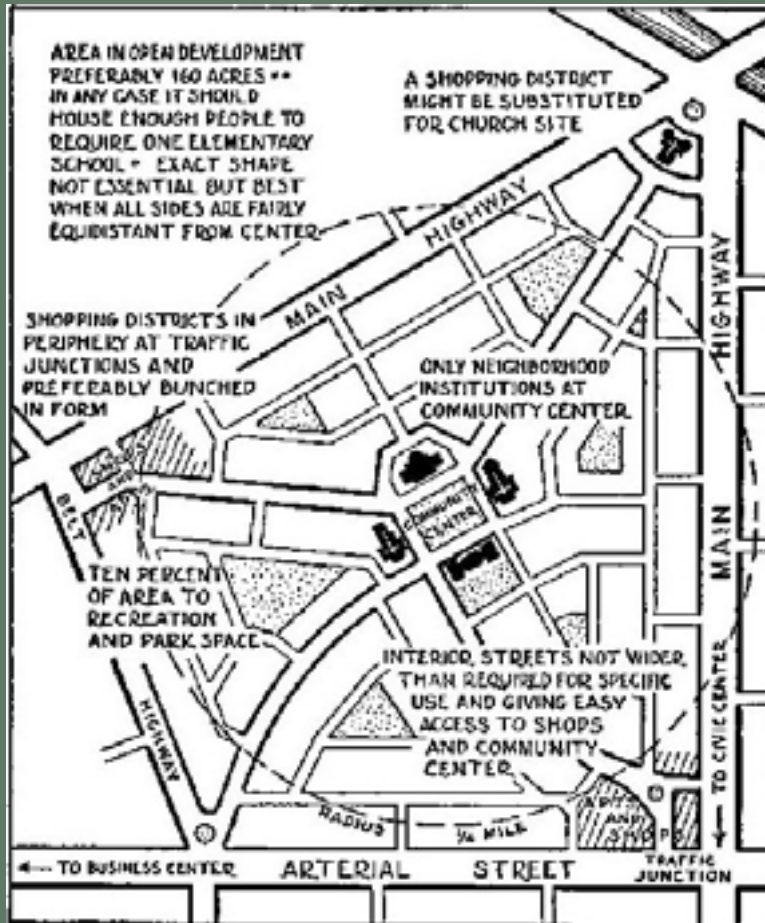 AREA IN OPEN DEVELOPMENT
PREFERABLY 160 ACRES ••
IN ANY CASE IT SHOULD
HOUSE ENOUGH PEOPLE TO
REQUIRE ONE ELEMENTARY
SCHOOL • EXACT SHAPE
NOT ESSENTIAL BUT BEST
WHEN ALL SIDES ARE FAIRLY
EQUIDISTANT FROM CENTER
A SHOPPING DISTRICT
MIGHT BE SUBSTITUTED
FOR CHURCH SITE
MAIN HIGHWAY
SHOPPING DISTRICTS IN
PERIPHERY AT TRAFFIC
JUNCTIONS AND
PREFERABLY BUNCHED
IN FORM
ONLY NEIGHBORHOOD
INSTITUTIONS AT
COMMUNITY CENTER
MAIN HIGHWAY
BELT
HIGHWAY
COMMUNITY
CENTER
TEN PERCENT
OF AREA TO
RECREATION
AND PARK SPACE
INTERIOR STREETS NOT WIDER
THAN REQUIRED FOR SPECIFIC
USE AND GIVING EASY
ACCESS TO SHOPS
AND COMMUNITY
CENTER
TO CIVIC CENTER
RADIUS ¼ MILE
APTS
AND
SHOPS
TRAFFIC
JUNCTION
TO BUSINESS CENTER
ARTERIAL STREET